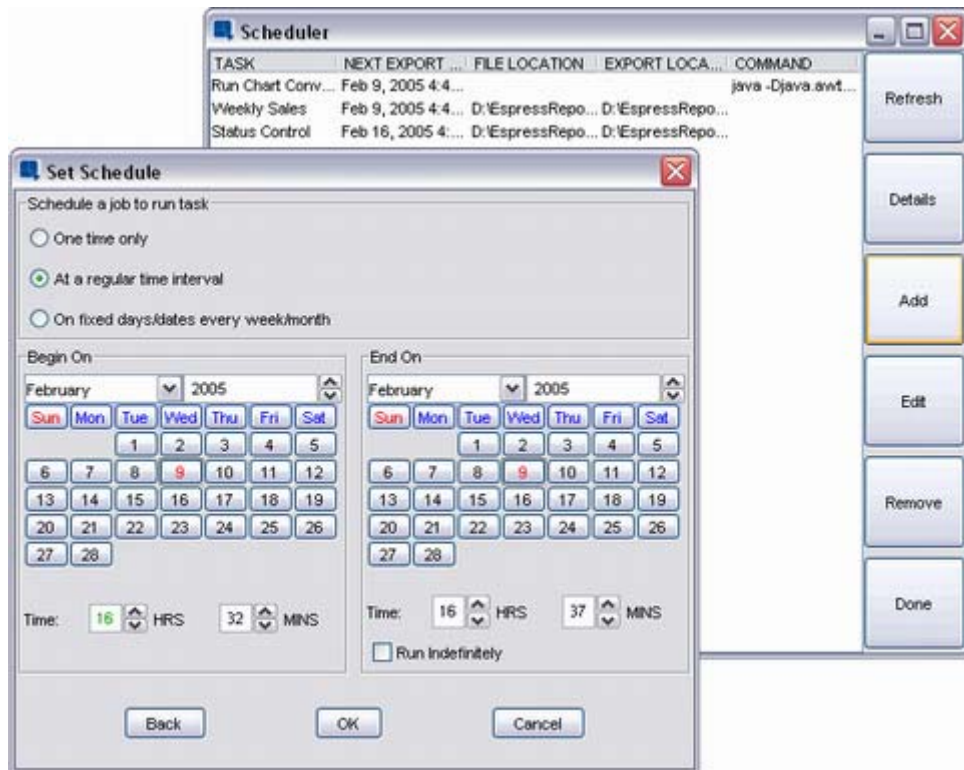 Scheduler
TASK NEXT EXPORT ... FILE LOCATION EXPORT LOCA... COMMAND
Run Chart Conv... Feb 9, 2005 4:4... java -Djava.awt...
Weekly Sales Feb 9, 2005 4:4... D:\EspressRepo... D:\EspressRepo...
Status Control Feb 16, 2005 4:... D:\EspressRepo... D:\EspressRepo...
Refresh
Details
Add
Edit
Remove
Done
Set Schedule
Schedule a job to run task
One time only
At a regular time interval
On fixed days/dates every week/month
Begin On
February 2005
Sun Mon Tue Wed Thu Fri Sat
1 2 3 4 5
6 7 8 9 10 11 12
13 14 15 16 17 18 19
20 21 22 23 24 25 26
27 28
Time: 16 HRS 32 MINS
End On
February 2005
Sun Mon Tue Wed Thu Fri Sat
1 2 3 4 5
6 7 8 9 10 11 12
13 14 15 16 17 18 19
20 21 22 23 24 25 26
27 28
Time: 16 HRS 37 MINS
Run Indefinitely
Back OK Cancel